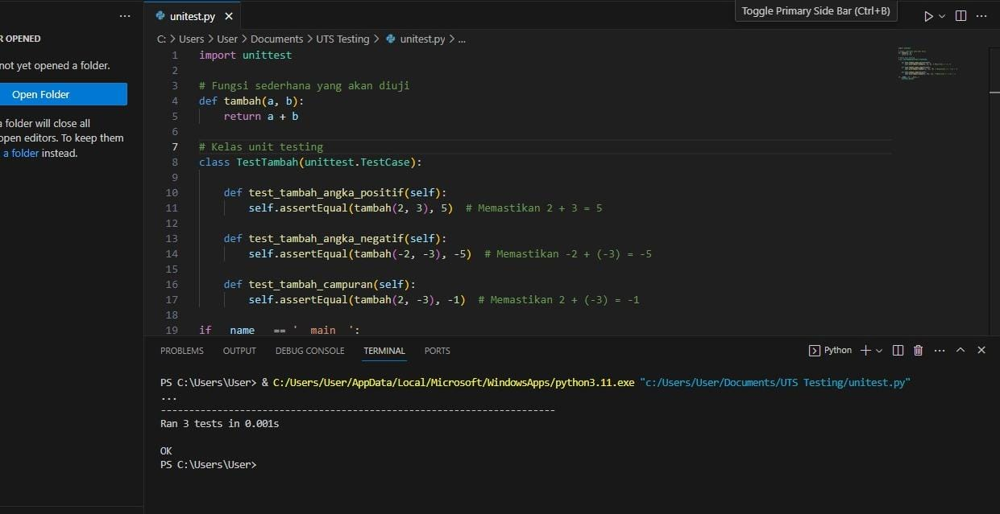 unitest.py
Toggle Primary Side Bar (Ctrl+B)
R OPENED
not yet opened a folder.
Open Folder
a folder will close all
open editors. To keep them
a folder instead.
C: > Users > User > Documents > UTS Testing > unitest.py > ...
1 import unittest
2
3 # Fungsi sederhana yang akan diuji
4 def tambah(a, b):
5 return a + b
6
7 # Kelas unit testing
8 class TestTambah(unittest.TestCase):
9
10 def test_tambah_angka_positif(self):
11 self.assertEqual(tambah(2, 3), 5) # Memastikan 2 + 3 = 5
12
13 def test_tambah_angka_negatif(self):
14 self.assertEqual(tambah(-2, -3), -5) # Memastikan -2 + (-3) = -5
15
16 def test_tambah_campuran(self):
17 self.assertEqual(tambah(2, -3), -1) # Memastikan 2 + (-3) = -1
18
19 if __name__ == '__main__':
PROBLEMS OUTPUT DEBUG CONSOLE TERMINAL PORTS
Python
PS C:\Users\User> & C:/Users/User/AppData/Local/Microsoft/WindowsApps/python3.11.exe "c:/Users/User/Documents/UTS Testing/unitest.py"
...
----------------------------------------------------------------------
Ran 3 tests in 0.001s
OK
PS C:\Users\User>